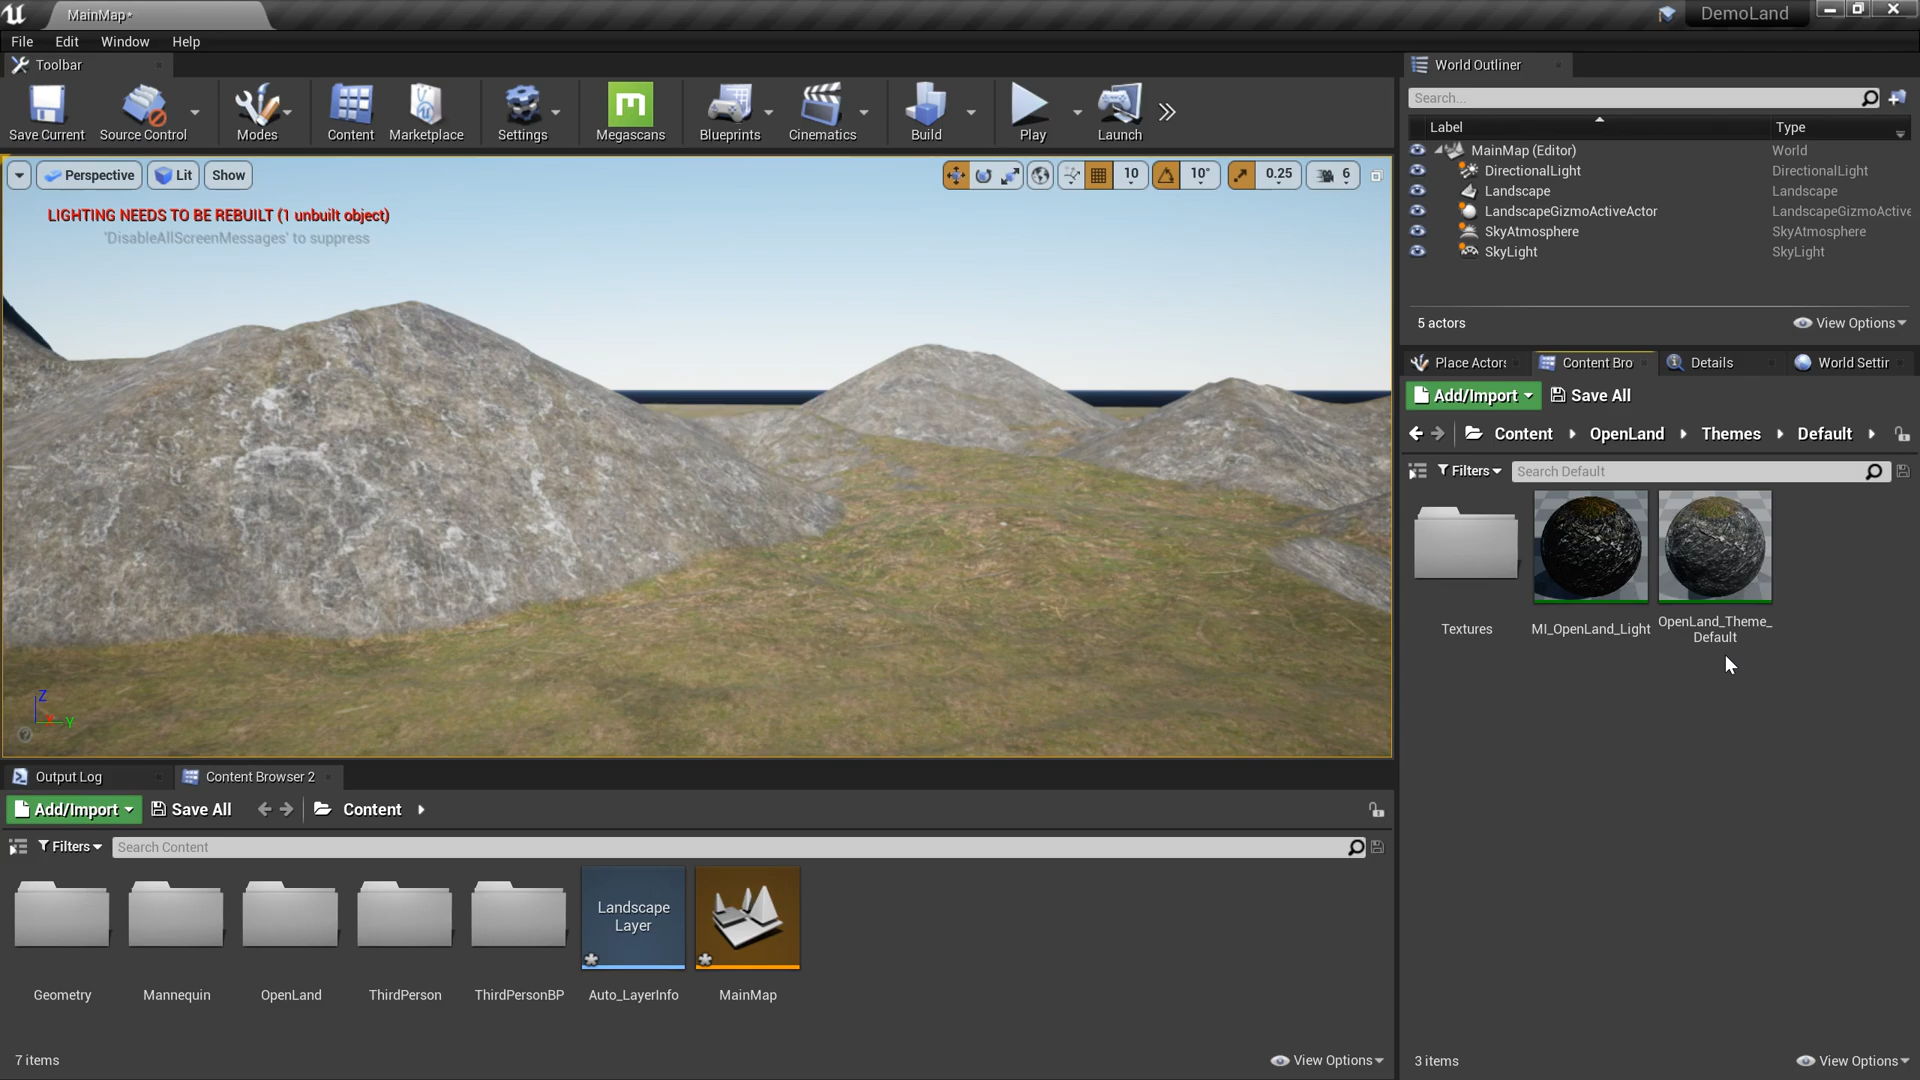 MainMap*
DemoLand
File
Edit
Window
Help
Toolbar
Save Current
Source Control
Modes
Content
Marketplace
Settings
Megascans
Blueprints
Cinematics
Build
Play
Launch
Perspective
Lit
Show
10
10°
0.25
6
LIGHTING NEEDS TO BE REBUILT (1 unbuilt object)
'DisableAllScreenMessages' to suppress
Z
X
Y
World Outliner
Search...
Label
Type
MainMap (Editor)
World
DirectionalLight
DirectionalLight
Landscape
Landscape
LandscapeGizmoActiveActor
LandscapeGizmoActive
SkyAtmosphere
SkyAtmosphere
SkyLight
SkyLight
5 actors
View Options
Place Actors
Content Bro
Details
World Settin
Add/Import
Save All
Content
OpenLand
Themes
Default
Filters
Search Default
Textures
MI_OpenLand_Light
OpenLand_Theme_
Default
3 items
View Options
Output Log
Content Browser 2
Add/Import
Save All
Content
Filters
Search Content
Landscape
Layer
Geometry
Mannequin
OpenLand
ThirdPerson
ThirdPersonBP
Auto_LayerInfo
MainMap
7 items
View Options